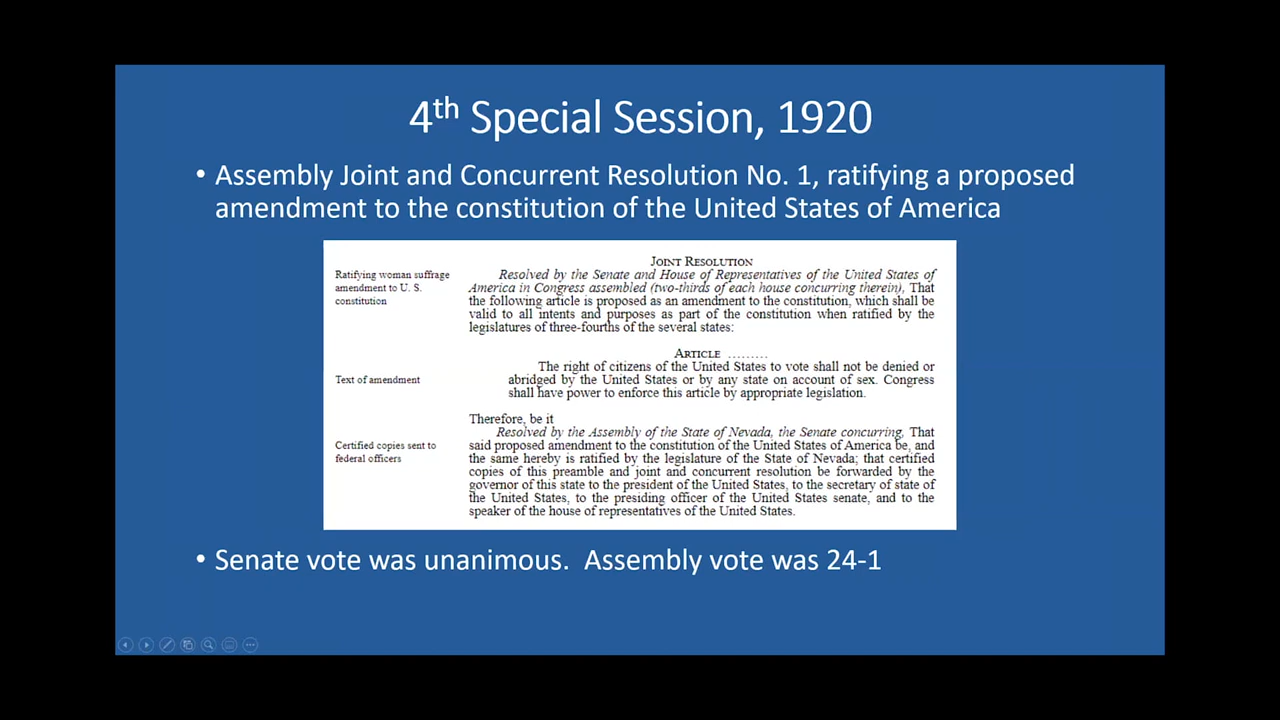 4th Special Session, 1920
• Assembly Joint and Concurrent Resolution No. 1, ratifying a proposed
amendment to the constitution of the United States of America
JOINT RESOLUTION
Ratifying woman suffrage
amendment to U. S.
constitution
Resolved by the Senate and House of Representatives of the United States of
America in Congress assembled (two-thirds of each house concurring therein), That
the following article is proposed as an amendment to the constitution, which shall be
valid to all intents and purposes as part of the constitution when ratified by the
legislatures of three-fourths of the several states:
ARTICLE .........
Text of amendment
The right of citizens of the United States to vote shall not be denied or
abridged by the United States or by any state on account of sex. Congress
shall have power to enforce this article by appropriate legislation.
Therefore, be it
Certified copies sent to
federal officers
Resolved by the Assembly of the State of Nevada, the Senate concurring, That
said proposed amendment to the constitution of the United States of America be, and
the same hereby is ratified by the legislature of the State of Nevada; that certified
copies of this preamble and joint and concurrent resolution be forwarded by the
governor of this state to the president of the United States, to the secretary of state of
the United States, to the presiding officer of the United States senate, and to the
speaker of the house of representatives of the United States.
• Senate vote was unanimous.  Assembly vote was 24-1